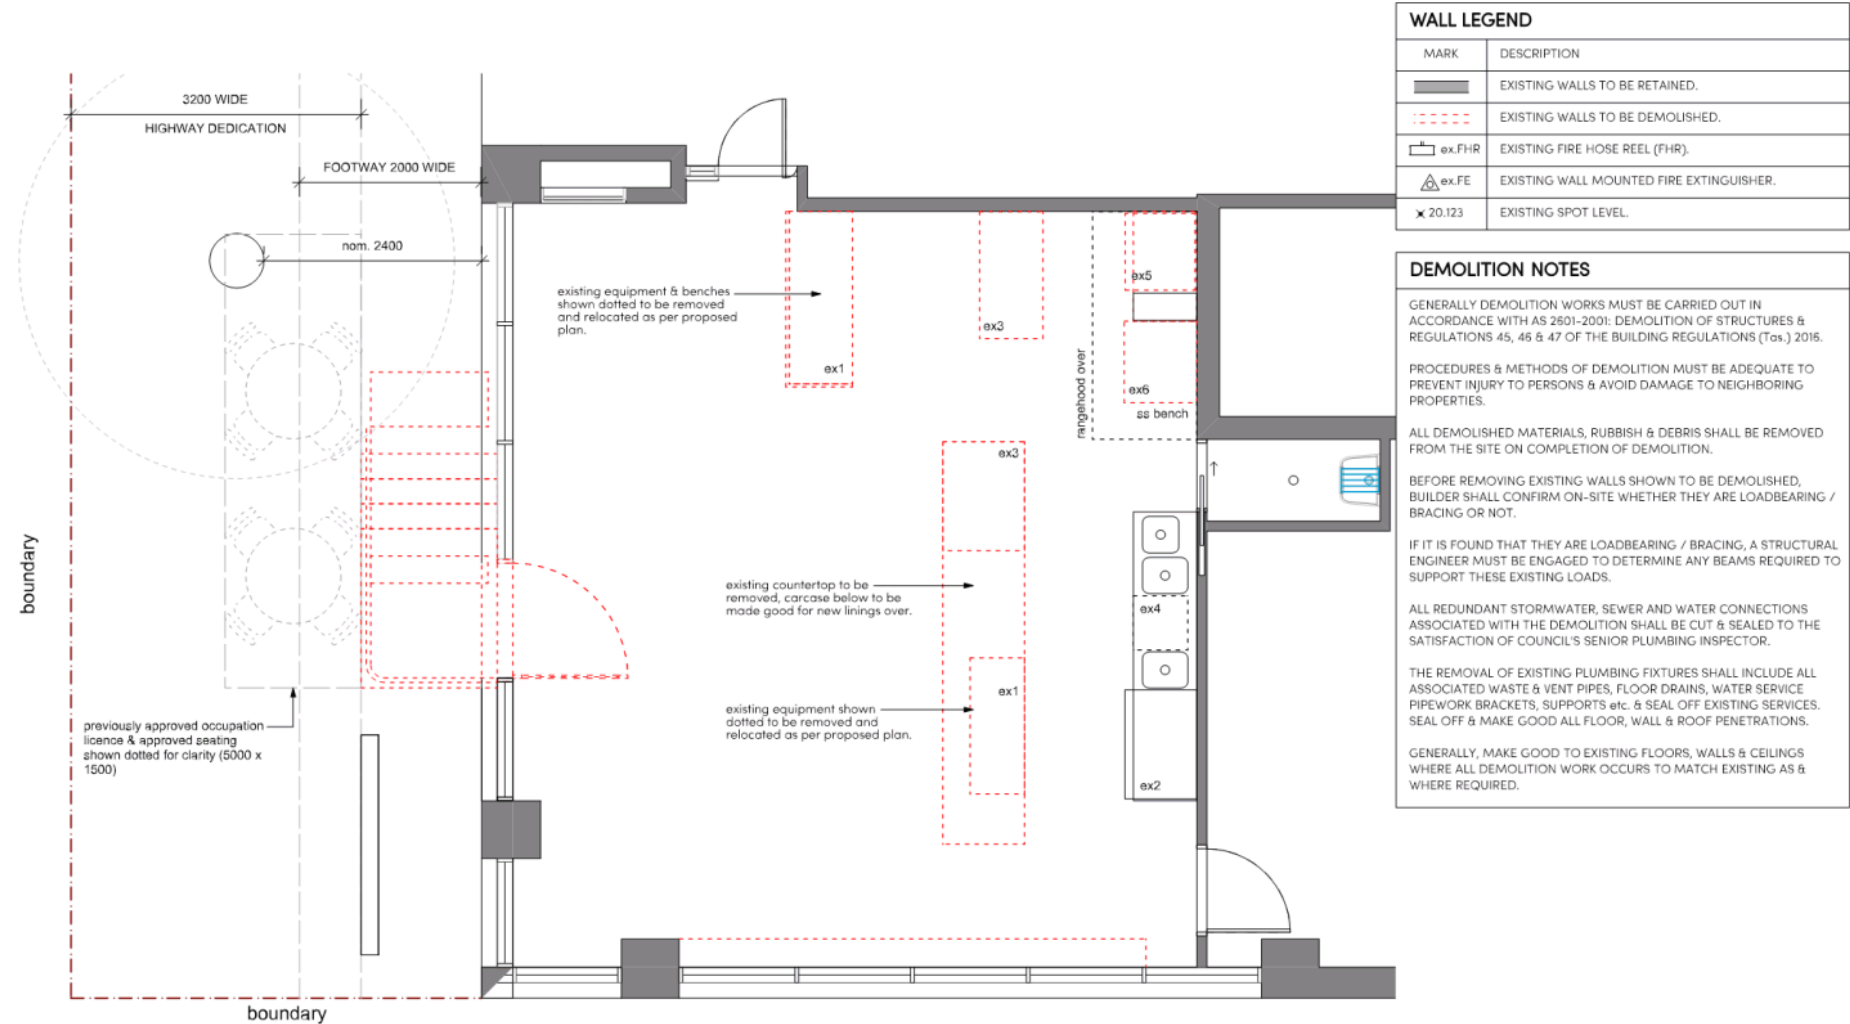 3200 WIDE
HIGHWAY DEDICATION
FOOTWAY 2000 WIDE
nom. 2400
existing equipment & benches
shown dotted to be removed
and relocated as per proposed
plan.
ex1
ex3
ex5
ex6
ss bench
rangehood over
ex3
existing countertop to be
removed, carcase below to be
made good for new linings over.
ex4
ex1
existing equipment shown
dotted to be removed and
relocated as per proposed plan.
ex2
previously approved occupation
licence & approved seating
shown dotted for clarity (5000 x
1500)
boundary
boundary
WALL LEGEND
MARK DESCRIPTION
EXISTING WALLS TO BE RETAINED.
EXISTING WALLS TO BE DEMOLISHED.
ex.FHR EXISTING FIRE HOSE REEL (FHR).
ex.FE EXISTING WALL MOUNTED FIRE EXTINGUISHER.
20.123 EXISTING SPOT LEVEL.
DEMOLITION NOTES
GENERALLY DEMOLITION WORKS MUST BE CARRIED OUT IN
ACCORDANCE WITH AS 2601-2001: DEMOLITION OF STRUCTURES &
REGULATIONS 45, 46 & 47 OF THE BUILDING REGULATIONS (Tas.) 2016.
PROCEDURES & METHODS OF DEMOLITION MUST BE ADEQUATE TO
PREVENT INJURY TO PERSONS & AVOID DAMAGE TO NEIGHBORING
PROPERTIES.
ALL DEMOLISHED MATERIALS, RUBBISH & DEBRIS SHALL BE REMOVED
FROM THE SITE ON COMPLETION OF DEMOLITION.
BEFORE REMOVING EXISTING WALLS SHOWN TO BE DEMOLISHED,
BUILDER SHALL CONFIRM ON-SITE WHETHER THEY ARE LOADBEARING /
BRACING OR NOT.
IF IT IS FOUND THAT THEY ARE LOADBEARING / BRACING, A STRUCTURAL
ENGINEER MUST BE ENGAGED TO DETERMINE ANY BEAMS REQUIRED TO
SUPPORT THESE EXISTING LOADS.
ALL REDUNDANT STORMWATER, SEWER AND WATER CONNECTIONS
ASSOCIATED WITH THE DEMOLITION SHALL BE CUT & SEALED TO THE
SATISFACTION OF COUNCIL'S SENIOR PLUMBING INSPECTOR.
THE REMOVAL OF EXISTING PLUMBING FIXTURES SHALL INCLUDE ALL
ASSOCIATED WASTE & VENT PIPES, FLOOR DRAINS, WATER SERVICE
PIPEWORK BRACKETS, SUPPORTS etc. & SEAL OFF EXISTING SERVICES.
SEAL OFF & MAKE GOOD ALL FLOOR, WALL & ROOF PENETRATIONS.
GENERALLY, MAKE GOOD TO EXISTING FLOORS, WALLS & CEILINGS
WHERE ALL DEMOLITION WORK OCCURS TO MATCH EXISTING AS &
WHERE REQUIRED.